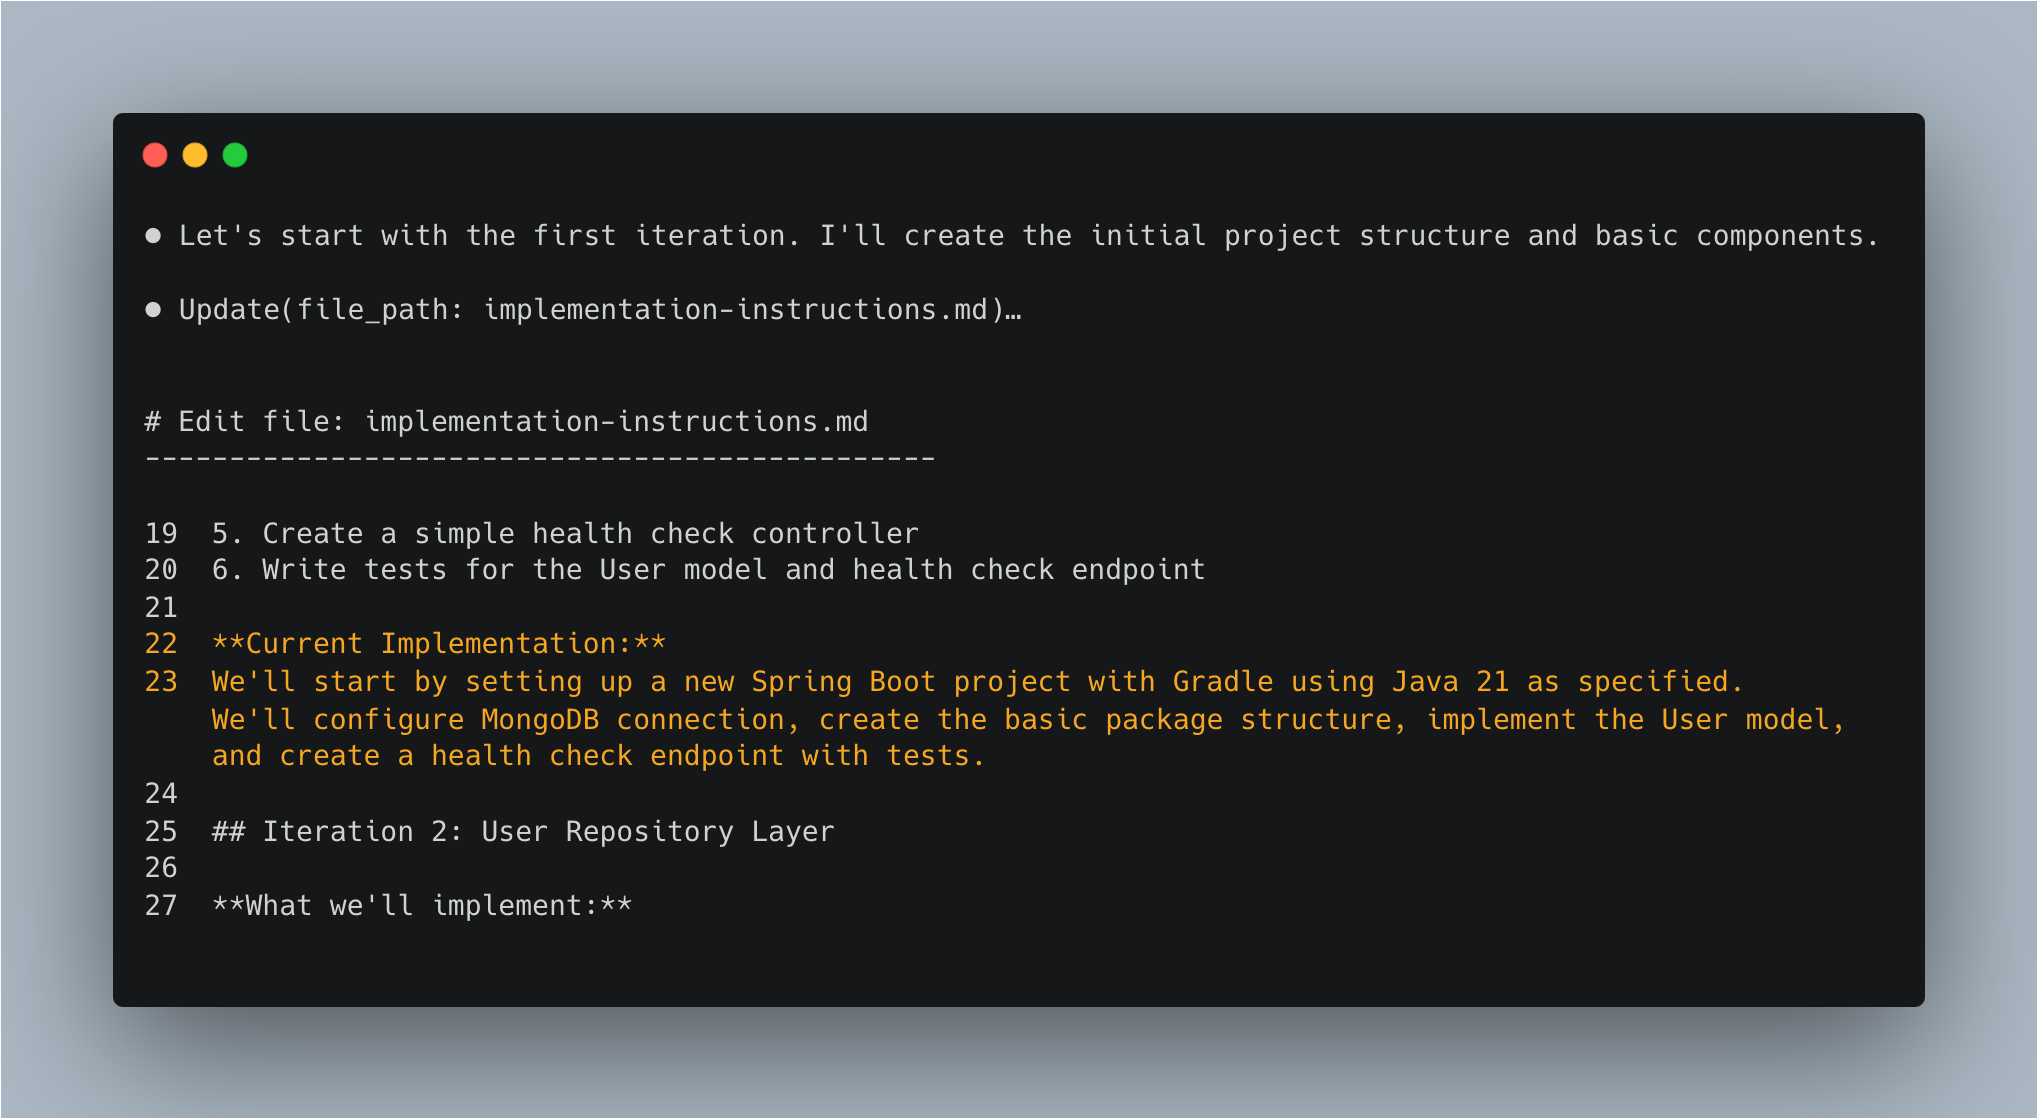 ● Let's start with the first iteration. I'll create the initial project structure and basic components.
● Update(file_path: implementation-instructions.md)…
# Edit file: implementation-instructions.md
-----------------------------------------------
19  5. Create a simple health check controller
20  6. Write tests for the User model and health check endpoint
21
22  **Current Implementation:**
23  We'll start by setting up a new Spring Boot project with Gradle using Java 21 as specified.
    We'll configure MongoDB connection, create the basic package structure, implement the User model,
    and create a health check endpoint with tests.
24
25  ## Iteration 2: User Repository Layer
26
27  **What we'll implement:**